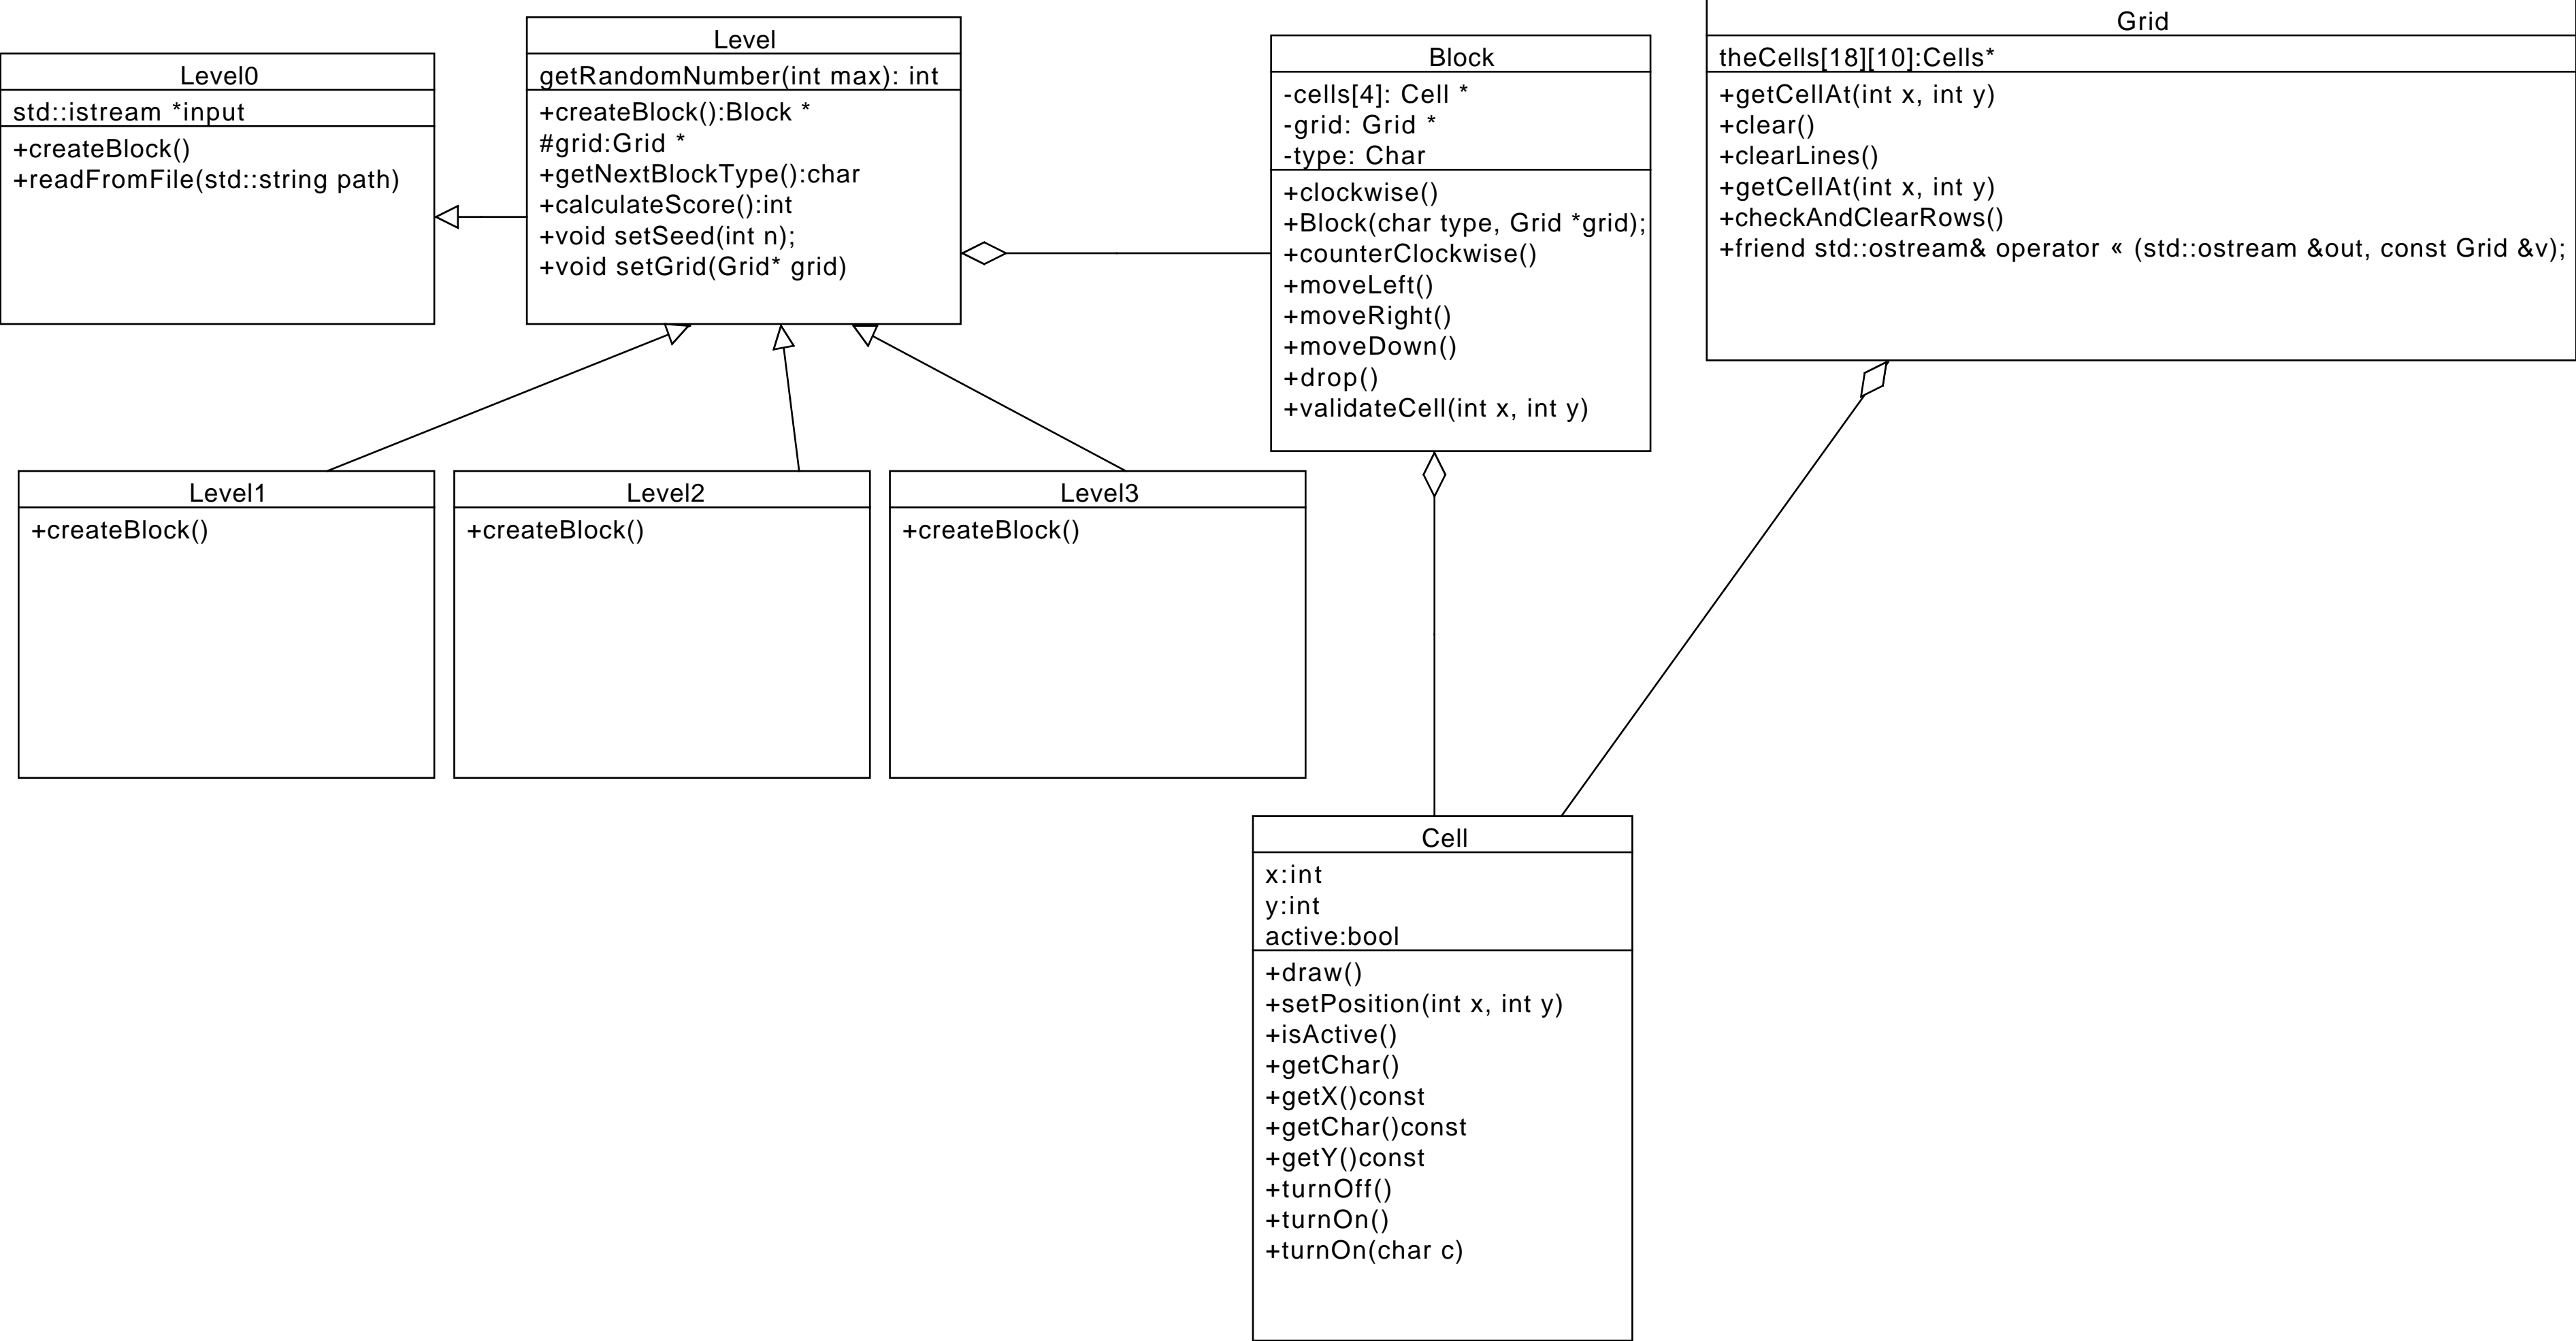 Level0
std::istream *input
+createBlock()
+readFromFile(std::string path)
Level
getRandomNumber(int max): int
+createBlock():Block *
#grid:Grid *
+getNextBlockType():char
+calculateScore():int
+void setSeed(int n);
+void setGrid(Grid* grid)
Block
-cells[4]: Cell *
-grid: Grid *
-type: Char
+clockwise()
+Block(char type, Grid *grid);
+counterClockwise()
+moveLeft()
+moveRight()
+moveDown()
+drop()
+validateCell(int x, int y)
Grid
theCells[18][10]:Cells*
+getCellAt(int x, int y)
+clear()
+clearLines()
+getCellAt(int x, int y)
+checkAndClearRows()
+friend std::ostream& operator « (std::ostream &out, const Grid &v);
Level1
+createBlock()
Level2
+createBlock()
Level3
+createBlock()
Cell
x:int
y:int
active:bool
+draw()
+setPosition(int x, int y)
+isActive()
+getChar()
+getX()const
+getChar()const
+getY()const
+turnOff()
+turnOn()
+turnOn(char c)